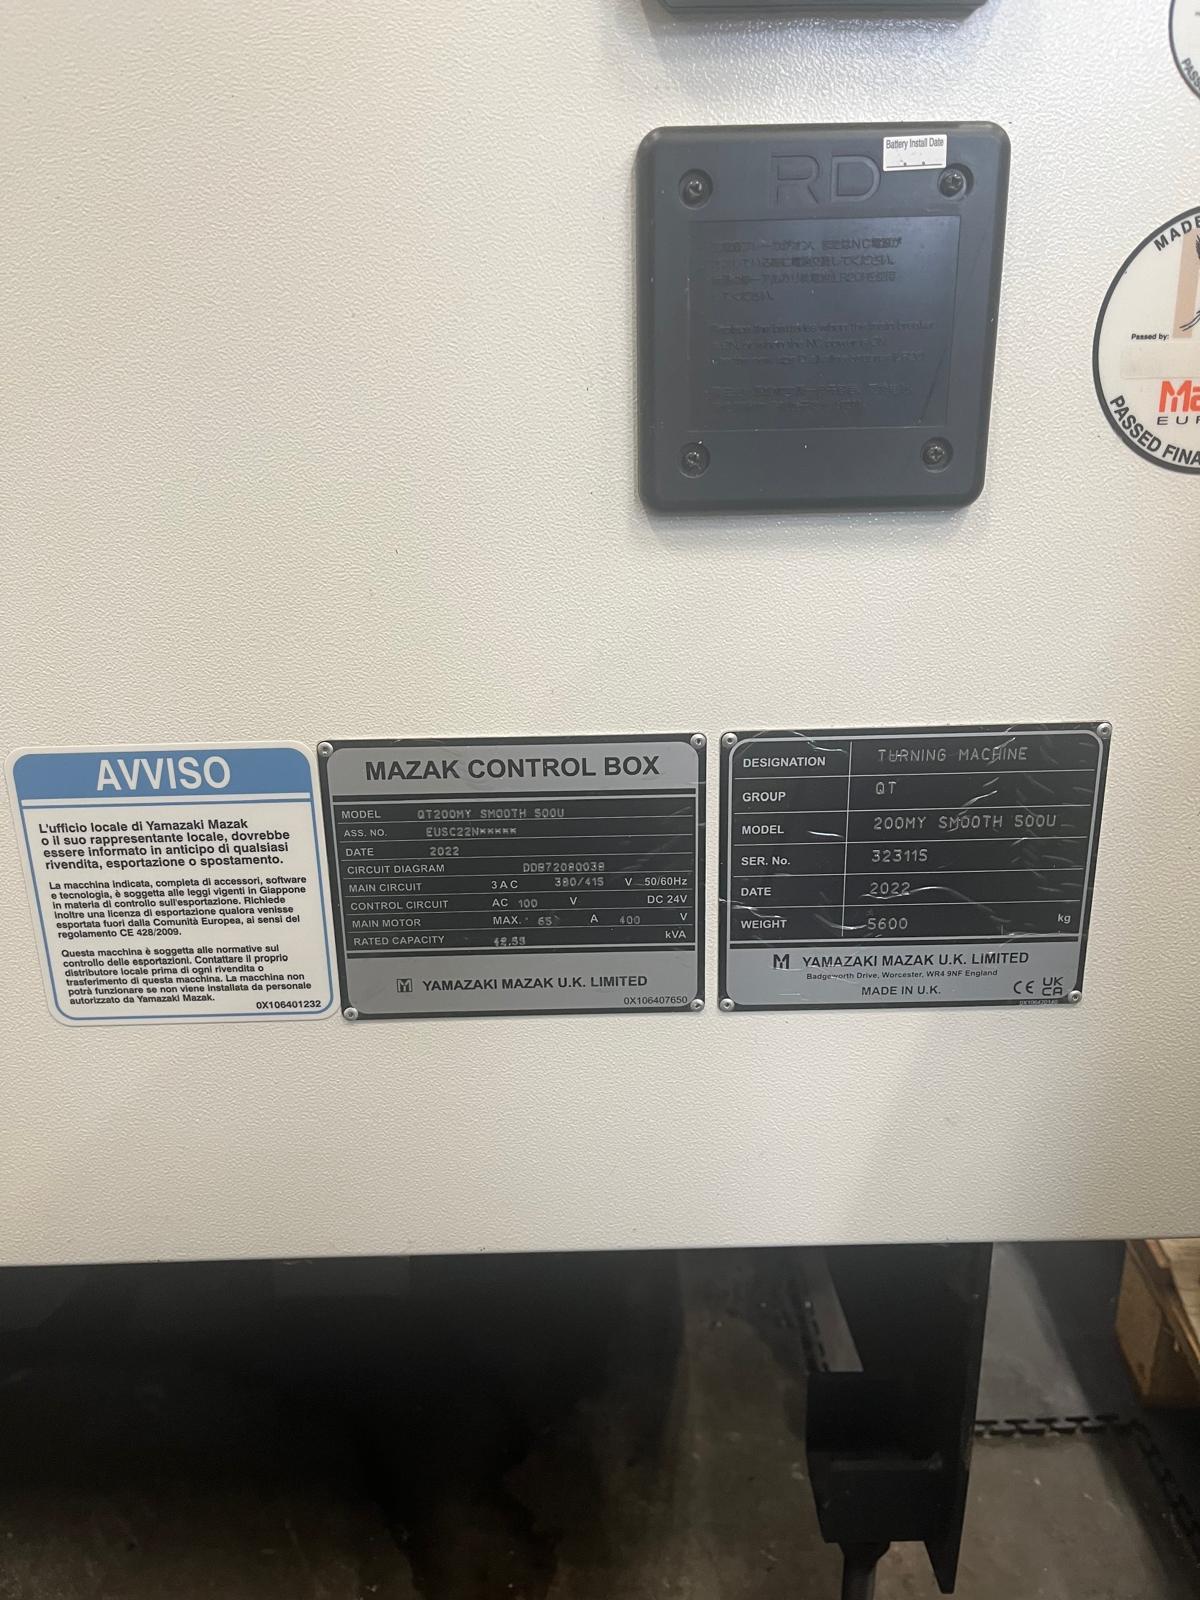 Battery Install Date
RD
MADE
Passed by:
Ma
EUR
PASSED FINA
AVVISO
L'ufficio locale di Yamazaki Mazak
o il suo rappresentante locale, dovrebbe
essere informato in anticipo di qualsiasi
rivendita, esportazione o spostamento.
La macchina indicata, completa di accessori, software
e tecnologia, è soggetta alle leggi vigenti in Giappone
in materia di controllo sull'esportazione. Richiede
inoltre una licenza di esportazione qualora venisse
esportata fuori dalla Comunità Europea, ai sensi del
regolamento CE 428/2009.
Questa macchina è soggetta alle normative sul
controllo delle esportazioni. Contattare il proprio
distributore locale prima di ogni rivendita o
trasferimento di questa macchina. La macchina non
potrà funzionare se non viene installata da personale
autorizzato da Yamazaki Mazak.
0X106401232
MAZAK CONTROL BOX
MODEL QT200MY SMOOTH 500U
ASS. NO. EUSC22N*****
DATE 2022
CIRCUIT DIAGRAM DDB72080039
MAIN CIRCUIT 3 A C 380/415 V 50/60Hz
CONTROL CIRCUIT AC 100 V DC 24V
MAIN MOTOR MAX. 65 A 400 V
RATED CAPACITY kVA
YAMAZAKI MAZAK U.K. LIMITED
0X106407650
DESIGNATION TURNING MACHINE
GROUP QT
MODEL 200MY SMOOTH 500U
SER. No. 323115
DATE 2022
WEIGHT 5600 kg
YAMAZAKI MAZAK U.K. LIMITED
Badgeworth Drive, Worcester, WR4 9NF England
MADE IN U.K.
CE UK CA